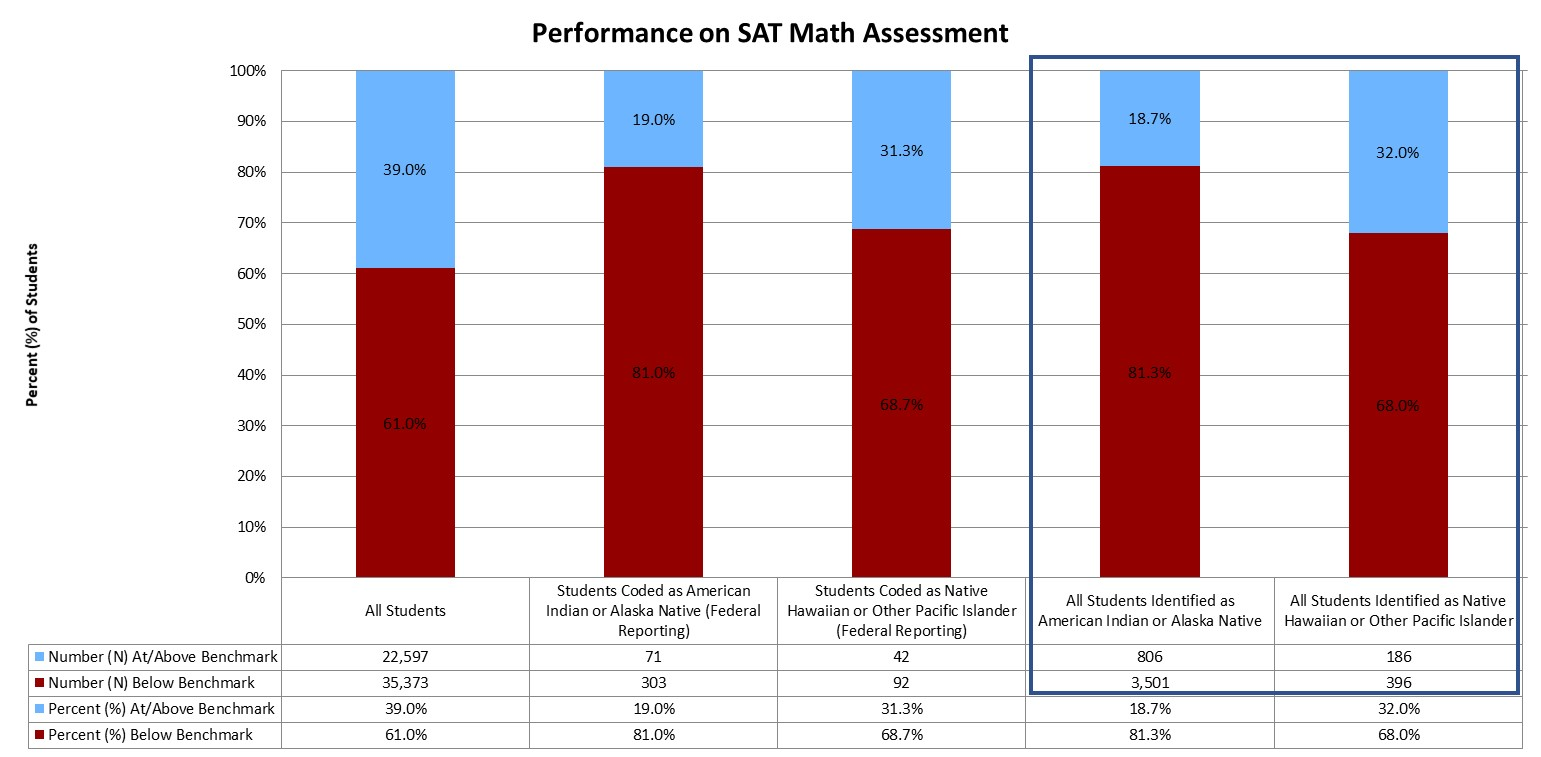 Performance on SAT Math Assessment
Percent (%) of Students
100%
90%
80%
70%
60%
50%
40%
30%
20%
10%
0%
39.0%
61.0%
19.0%
81.0%
31.3%
68.7%
18.7%
81.3%
32.0%
68.0%
All Students
Students Coded as American
Indian or Alaska Native (Federal
Reporting)
Students Coded as Native
Hawaiian or Other Pacific Islander
(Federal Reporting)
All Students Identified as
American Indian or Alaska Native
All Students Identified as Native
Hawaiian or Other Pacific Islander
Number (N) At/Above Benchmark 22,597 71 42 806 186
Number (N) Below Benchmark 35,373 303 92 3,501 396
Percent (%) At/Above Benchmark 39.0% 19.0% 31.3% 18.7% 32.0%
Percent (%) Below Benchmark 61.0% 81.0% 68.7% 81.3% 68.0%